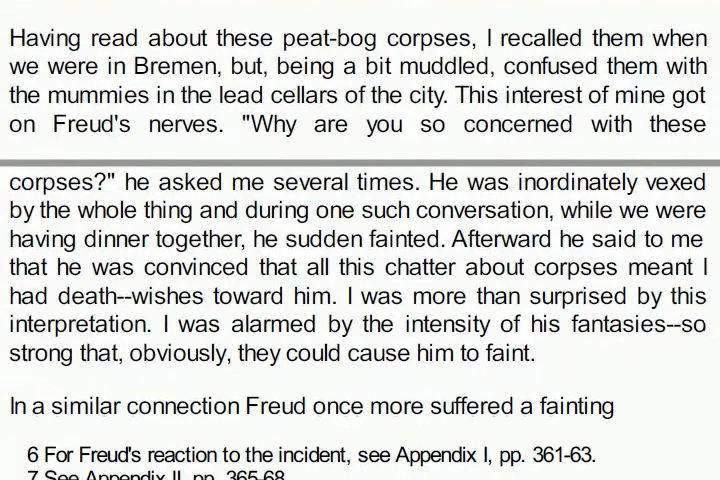 Having read about these peat-bog corpses, I recalled them when
we were in Bremen, but, being a bit muddled, confused them with
the mummies in the lead cellars of the city. This interest of mine got
on Freud's nerves. "Why are you so concerned with these
corpses?" he asked me several times. He was inordinately vexed
by the whole thing and during one such conversation, while we were
having dinner together, he sudden fainted. Afterward he said to me
that he was convinced that all this chatter about corpses meant I
had death--wishes toward him. I was more than surprised by this
interpretation. I was alarmed by the intensity of his fantasies--so
strong that, obviously, they could cause him to faint.
In a similar connection Freud once more suffered a fainting
6 For Freud's reaction to the incident, see Appendix I, pp. 361-63.
7 See Appendix II, pp. 365-68.